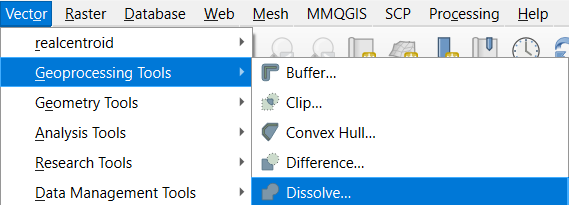 Vector Raster Database Web Mesh MMQGIS SCP Processing Help
realcentroid
Geoprocessing Tools
Buffer...
Geometry Tools
Clip...
Analysis Tools
Convex Hull...
Research Tools
Difference...
Data Management Tools
Dissolve...